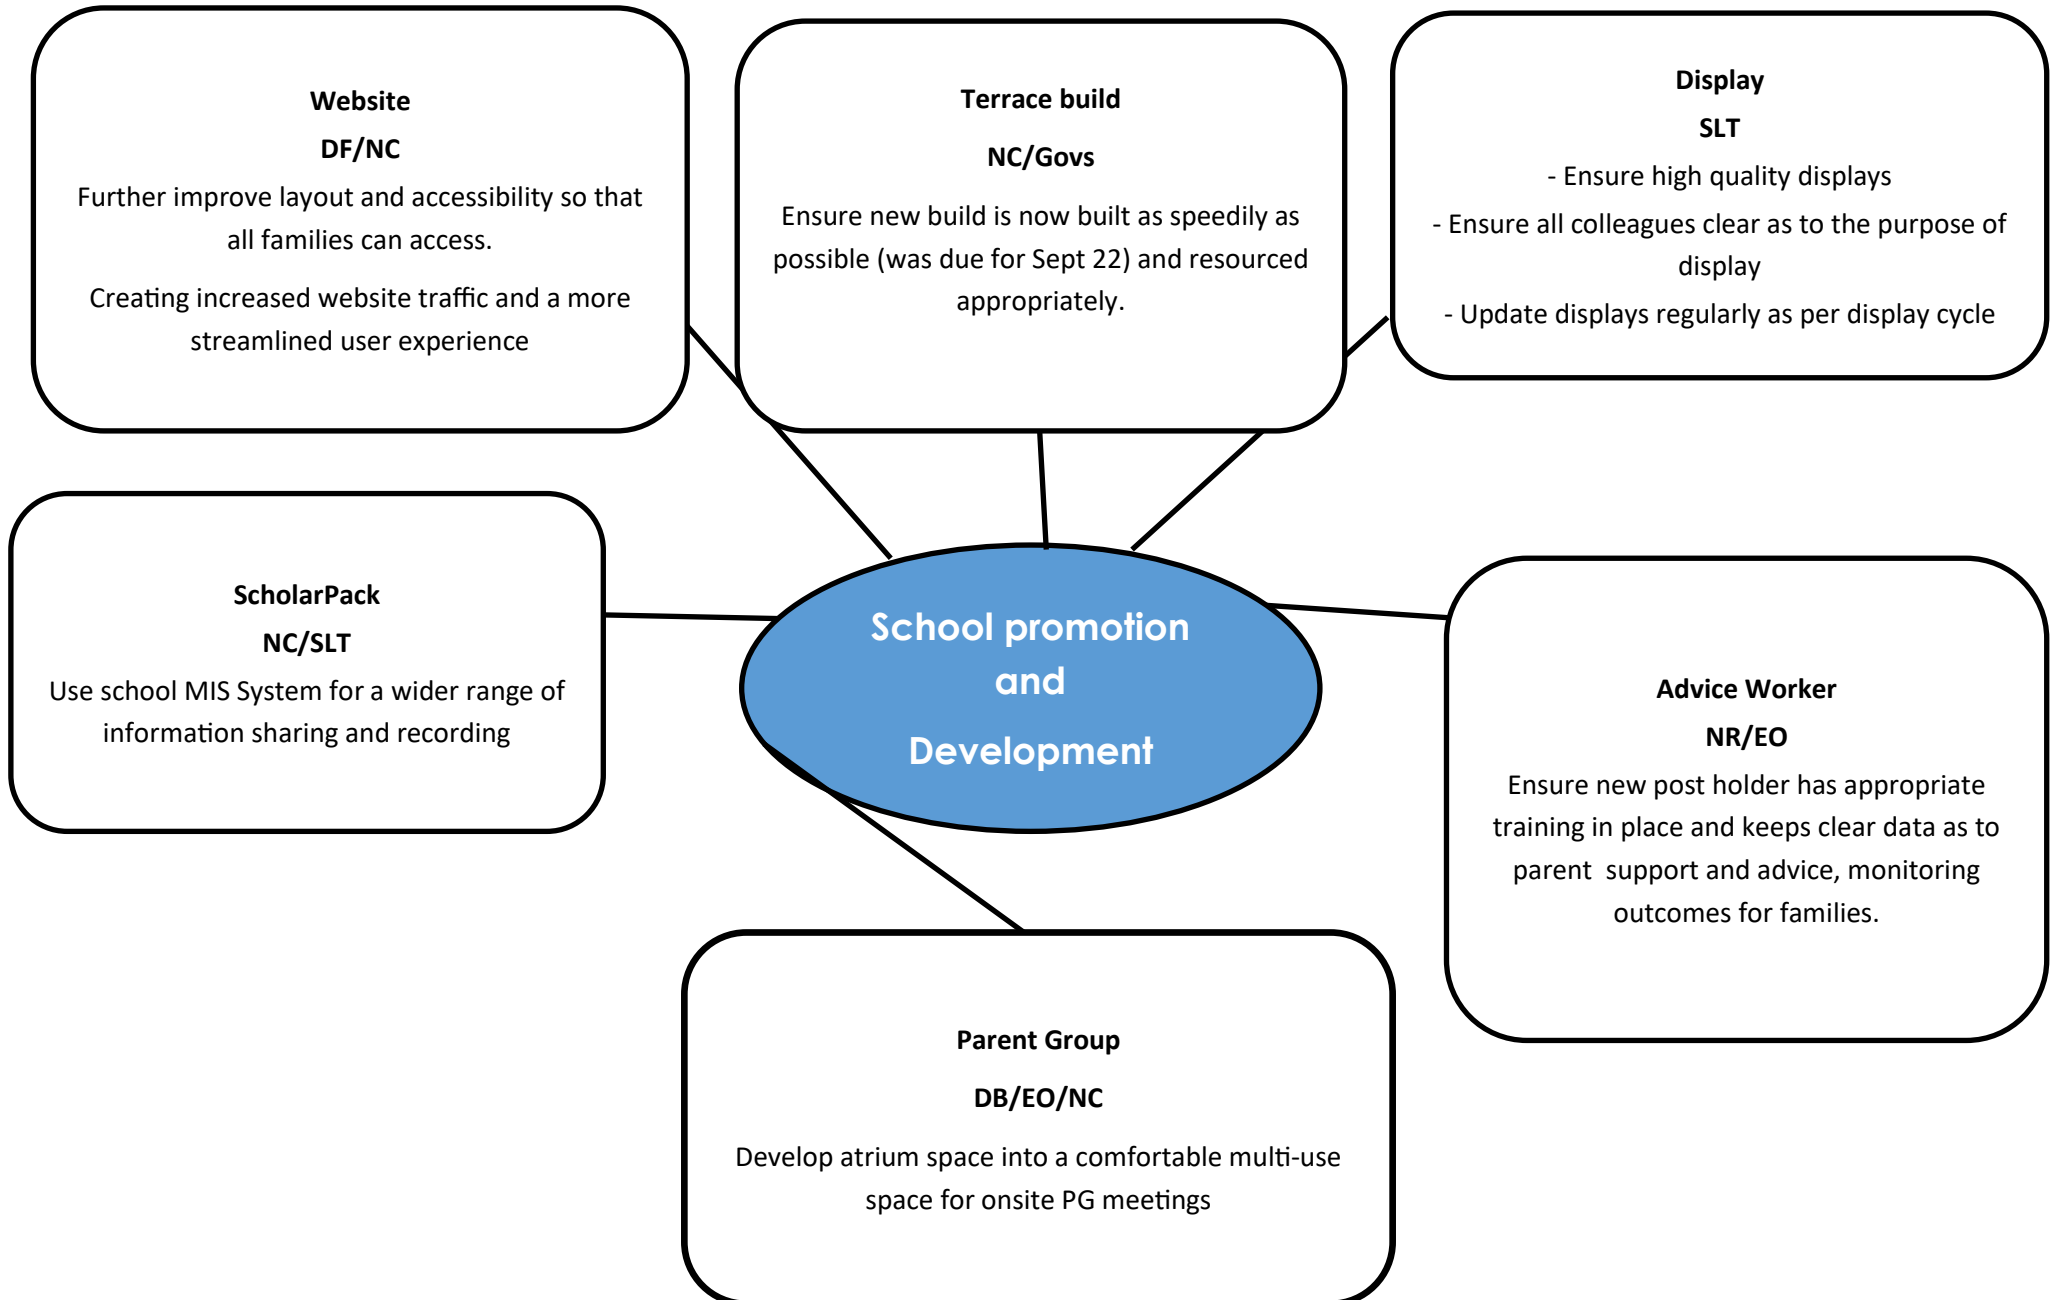 Website
DF/NC
Further improve layout and accessibility so that
all families can access.
Creating increased website traffic and a more
streamlined user experience
Terrace build
NC/Govs
Ensure new build is now built as speedily as
possible (was due for Sept 22) and resourced
appropriately.
Display
SLT
- Ensure high quality displays
- Ensure all colleagues clear as to the purpose of
display
- Update displays regularly as per display cycle
ScholarPack
NC/SLT
Use school MIS System for a wider range of
information sharing and recording
School promotion
and
Development
Advice Worker
NR/EO
Ensure new post holder has appropriate
training in place and keeps clear data as to
parent  support and advice, monitoring
outcomes for families.
Parent Group
DB/EO/NC
Develop atrium space into a comfortable multi-use
space for onsite PG meetings